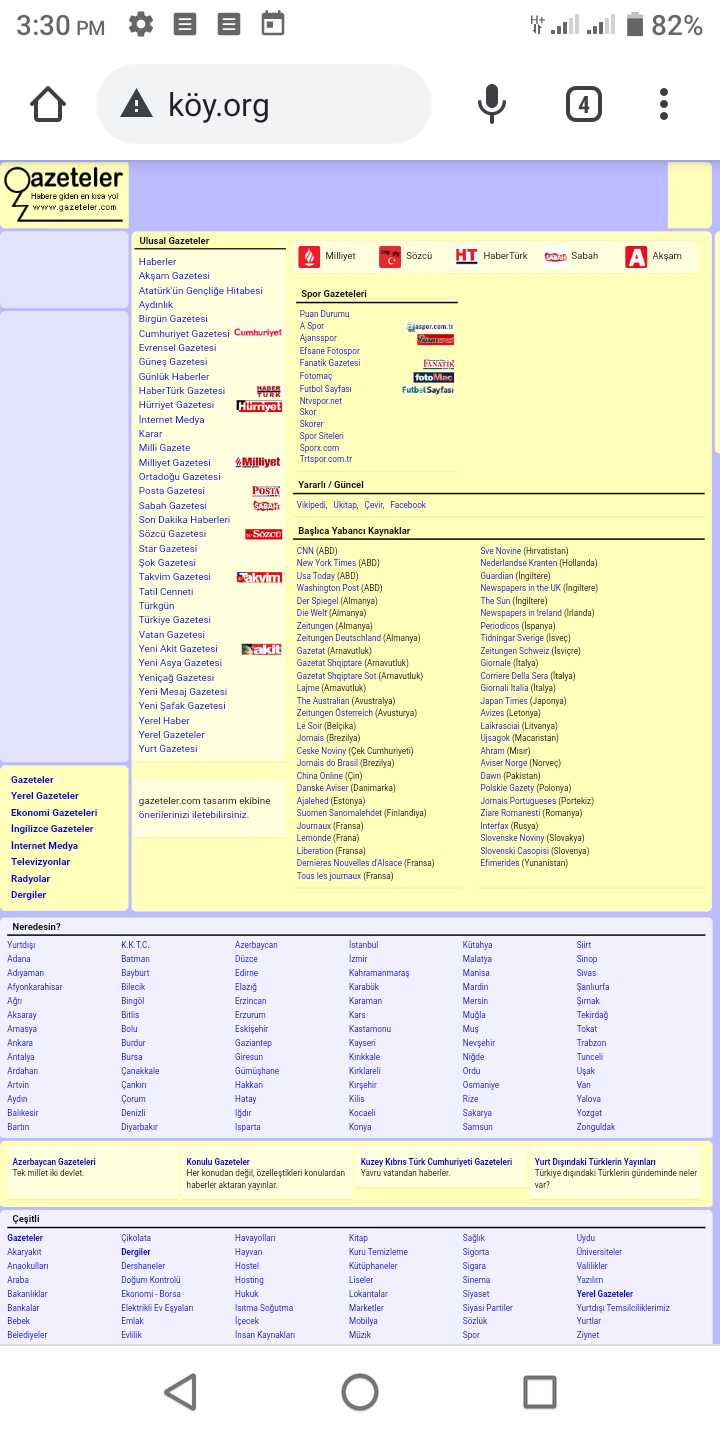 3:30 PM
H+
82%
köy.org
4
Gazeteler
Habere giden en kısa yol
www.gazeteler.com
Ulusal Gazeteler
Haberler
Akşam Gazetesi
Atatürk'ün Gençliğe Hitabesi
Aydınlık
Birgün Gazetesi
Cumhuriyet Gazetesi Cumhuriyet
Evrensel Gazetesi
Güneş Gazetesi
Günlük Haberler
HaberTürk Gazetesi HABER TÜRK
Hürriyet Gazetesi Hürriyet
İnternet Medya
Karar
Milli Gazete
Milliyet Gazetesi Milliyet
Ortadoğu Gazetesi
Posta Gazetesi POSTA
Sabah Gazetesi SABAH
Son Dakika Haberleri
Sözcü Gazetesi SÖZCÜ
Star Gazetesi
Şok Gazetesi
Takvim Gazetesi Takvim
Tatil Cenneti
Türkgün
Türkiye Gazetesi
Vatan Gazetesi
Yeni Akit Gazetesi akit
Yeni Asya Gazetesi
Yeniçağ Gazetesi
Yeni Mesaj Gazetesi
Yeni Şafak Gazetesi
Yerel Haber
Yerel Gazeteler
Yurt Gazetesi
gazeteler.com tasarım ekibine
önerilerinizi iletebilirsiniz.
Milliyet Sözcü HT HaberTürk SABAH Sabah A Akşam
Spor Gazeteleri
Puan Durumu
A Spor aspor.com.tr
Ajansspor
Efsane Fotospor
Fanatik Gazetesi FANATİK
Fotomaç fotoMaç
Futbol Sayfası FutbolSayfası
Ntvspor.net
Skor
Skorer
Spor Siteleri
Sporx.com
Trtspor.com.tr
Yararlı / Güncel
Vikipedi, Ukitap, Çevir, Facebook
Başlıca Yabancı Kaynaklar
CNN (ABD)
New York Times (ABD)
Usa Today (ABD)
Washington Post (ABD)
Der Spiegel (Almanya)
Die Welt (Almanya)
Zeitungen (Almanya)
Zeitungen Deutschland (Almanya)
Gazetat (Arnavutluk)
Gazetat Shqiptare (Arnavutluk)
Gazetat Shqiptare Sot (Arnavutluk)
Lajme (Arnavutluk)
The Australian (Avustralya)
Zeitungen Österreich (Avusturya)
Le Soir (Belçika)
Jornais (Brezilya)
Ceske Noviny (Çek Cumhuriyeti)
Jornais do Brasil (Brezilya)
China Online (Çin)
Danske Aviser (Danimarka)
Ajalehed (Estonya)
Suomen Sanomalehdet (Finlandiya)
Journaux (Fransa)
Lemonde (Frana)
Liberation (Fransa)
Dernieres Nouvelles d'Alsace (Fransa)
Tous les journaux (Fransa)
Sve Novine (Hırvatistan)
Nederlandse Kranten (Hollanda)
Guardian (İngiltere)
Newspapers in the UK (İngiltere)
The Sun (İngiltere)
Newspapers in Ireland (İrlanda)
Periodicos (İspanya)
Tidningar Sverige (İsveç)
Zeitungen Schweiz (İsviçre)
Giornale (İtalya)
Corriere Della Sera (İtalya)
Giornali Italia (İtalya)
Japan Times (Japonya)
Avizes (Letonya)
Laikrasciai (Litvanya)
Ujsagok (Macaristan)
Ahram (Mısır)
Aviser Norge (Norveç)
Dawn (Pakistan)
Polskie Gazety (Polonya)
Jornais Portugueses (Portekiz)
Ziare Romanesti (Romanya)
Interfax (Rusya)
Slovenske Noviny (Slovakya)
Slovenski Casopisi (Slovenya)
Efimerides (Yunanistan)
Gazeteler
Yerel Gazeteler
Ekonomi Gazeteleri
İngilizce Gazeteler
İnternet Medya
Televizyonlar
Radyolar
Dergiler
Neredesin?
Yurtdışı K.K.T.C. Azerbaycan İstanbul Kütahya Siirt
Adana Batman Düzce İzmir Malatya Sinop
Adıyaman Bayburt Edirne Kahramanmaraş Manisa Sivas
Afyonkarahisar Bilecik Elazığ Karabük Mardin Şanlıurfa
Ağrı Bingöl Erzincan Karaman Mersin Şırnak
Aksaray Bitlis Erzurum Kars Muğla Tekirdağ
Amasya Bolu Eskişehir Kastamonu Muş Tokat
Ankara Burdur Gaziantep Kayseri Nevşehir Trabzon
Antalya Bursa Giresun Kırıkkale Niğde Tunceli
Ardahan Çanakkale Gümüşhane Kırklareli Ordu Uşak
Artvin Çankırı Hakkari Kırşehir Osmaniye Van
Aydın Çorum Hatay Kilis Rize Yalova
Balıkesir Denizli Iğdır Kocaeli Sakarya Yozgat
Bartın Diyarbakır Isparta Konya Samsun Zonguldak
Azerbaycan Gazeteleri
Tek millet iki devlet.
Konulu Gazeteler
Her konudan değil, özelleştikleri konulardan
haberler aktaran yayınlar.
Kuzey Kıbrıs Türk Cumhuriyeti Gazeteleri
Yavru vatandan haberler.
Yurt Dışındaki Türklerin Yayınları
Türkiye dışındaki Türklerin gündeminde neler
var?
Çeşitli
Gazeteler Çikolata Havayolları Kitap Sağlık Uydu
Akaryakıt Dergiler Hayvan Kuru Temizleme Sigorta Üniversiteler
Anaokulları Dershaneler Hostel Kütüphaneler Sigara Valilikler
Araba Doğum Kontrolü Hosting Liseler Sinema Yazılım
Bakanlıklar Ekonomi - Borsa Hukuk Lokantalar Siyaset Yerel Gazeteler
Bankalar Elektrikli Ev Eşyaları Isıtma Soğutma Marketler Siyasi Partiler Yurtdışı Temsilciliklerimiz
Bebek Emlak İçecek Mobilya Sözlük Yurtlar
Belediyeler Evlilik İnsan Kaynakları Müzik Spor Ziynet